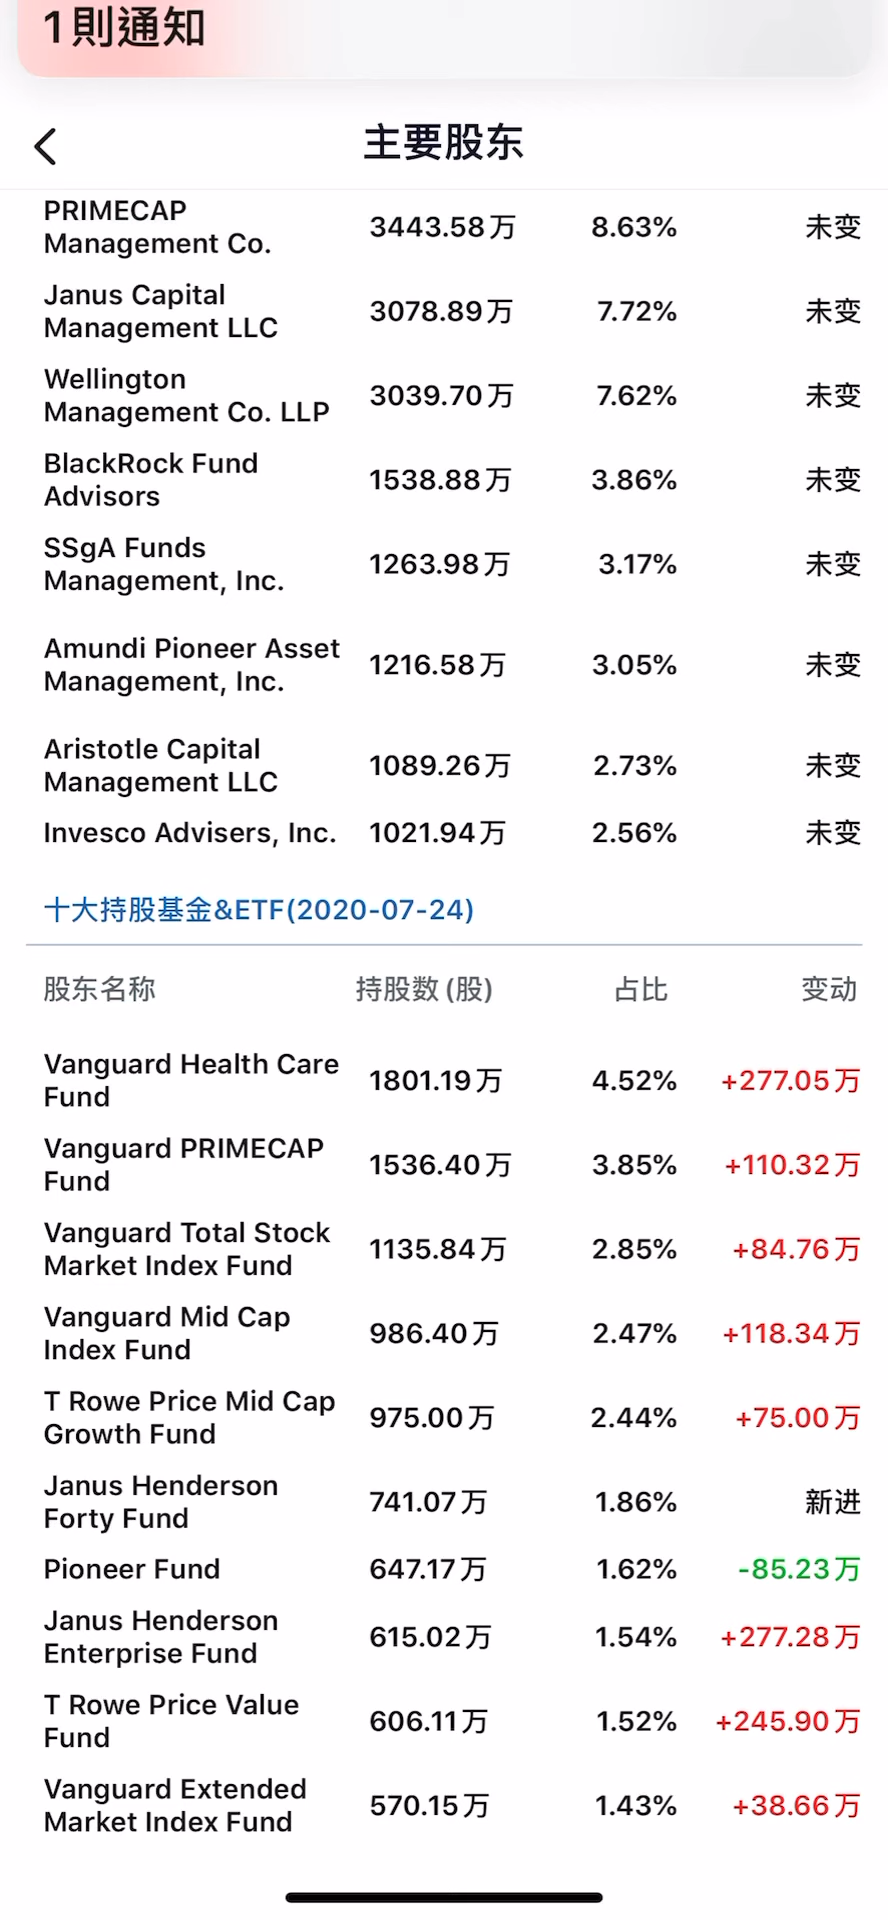 1 則通知
主要股东
PRIMECAP
Management Co. 3443.58万 8.63% 未变
Janus Capital
Management LLC 3078.89万 7.72% 未变
Wellington
Management Co. LLP 3039.70万 7.62% 未变
BlackRock Fund
Advisors 1538.88万 3.86% 未变
SSgA Funds
Management, Inc. 1263.98万 3.17% 未变
Amundi Pioneer Asset
Management, Inc. 1216.58万 3.05% 未变
Aristotle Capital
Management LLC 1089.26万 2.73% 未变
Invesco Advisers, Inc. 1021.94万 2.56% 未变
十大持股基金&ETF(2020-07-24)
股东名称 持股数(股) 占比 变动
Vanguard Health Care
Fund 1801.19万 4.52% +277.05万
Vanguard PRIMECAP
Fund 1536.40万 3.85% +110.32万
Vanguard Total Stock
Market Index Fund 1135.84万 2.85% +84.76万
Vanguard Mid Cap
Index Fund 986.40万 2.47% +118.34万
T Rowe Price Mid Cap
Growth Fund 975.00万 2.44% +75.00万
Janus Henderson
Forty Fund 741.07万 1.86% 新进
Pioneer Fund 647.17万 1.62% -85.23万
Janus Henderson
Enterprise Fund 615.02万 1.54% +277.28万
T Rowe Price Value
Fund 606.11万 1.52% +245.90万
Vanguard Extended
Market Index Fund 570.15万 1.43% +38.66万